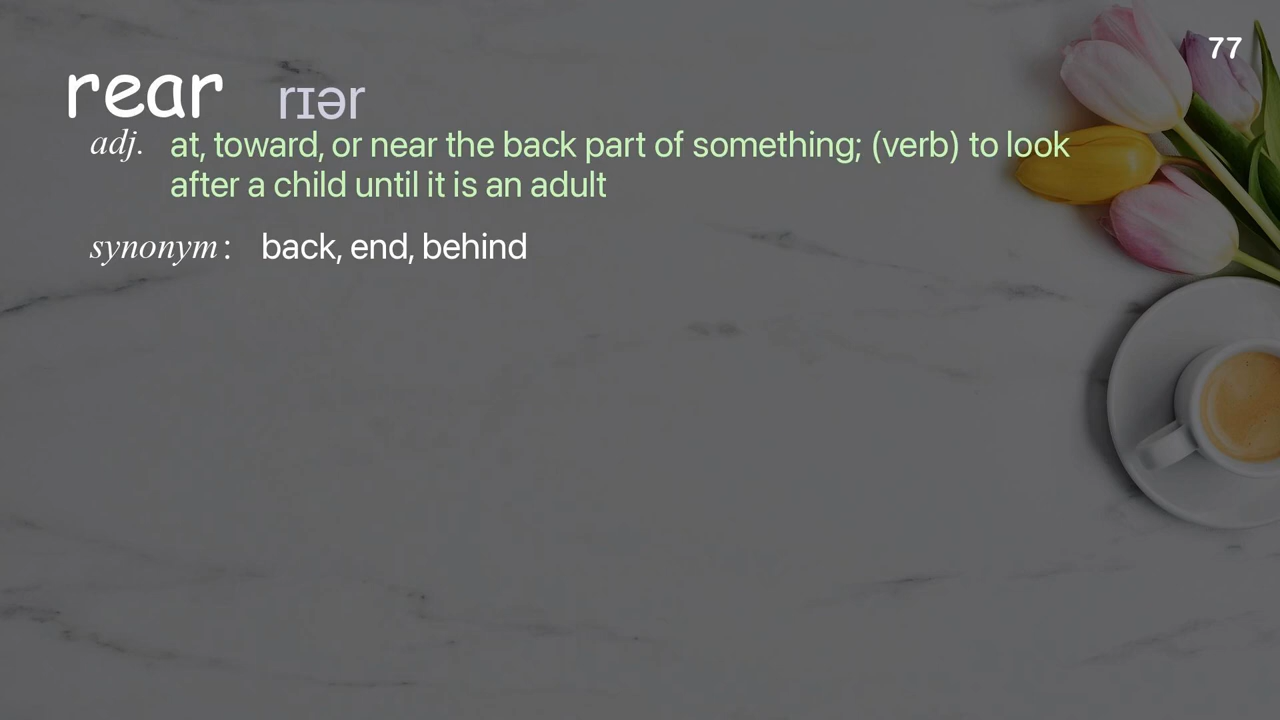 77
rear rɪər
adj. at, toward, or near the back part of something; (verb) to look
after a child until it is an adult
synonym: back, end, behind